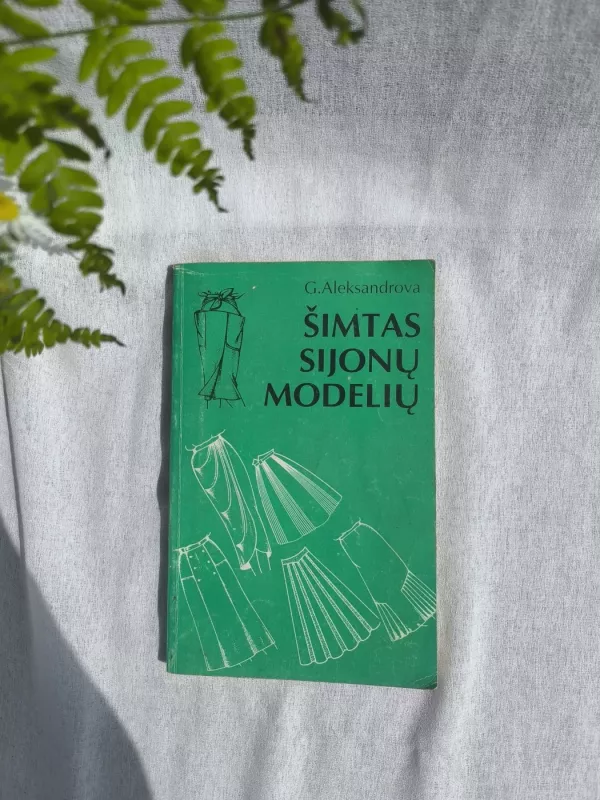 G.Aleksandrova
ŠIMTAS
SIJONŲ
MODELIŲ